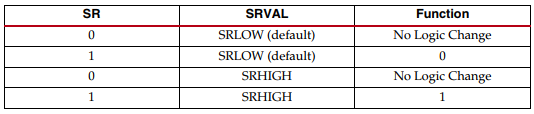 SR SRVAL Function
0 SRLOW (default) No Logic Change
1 SRLOW (default) 0
0 SRHIGH No Logic Change
1 SRHIGH 1